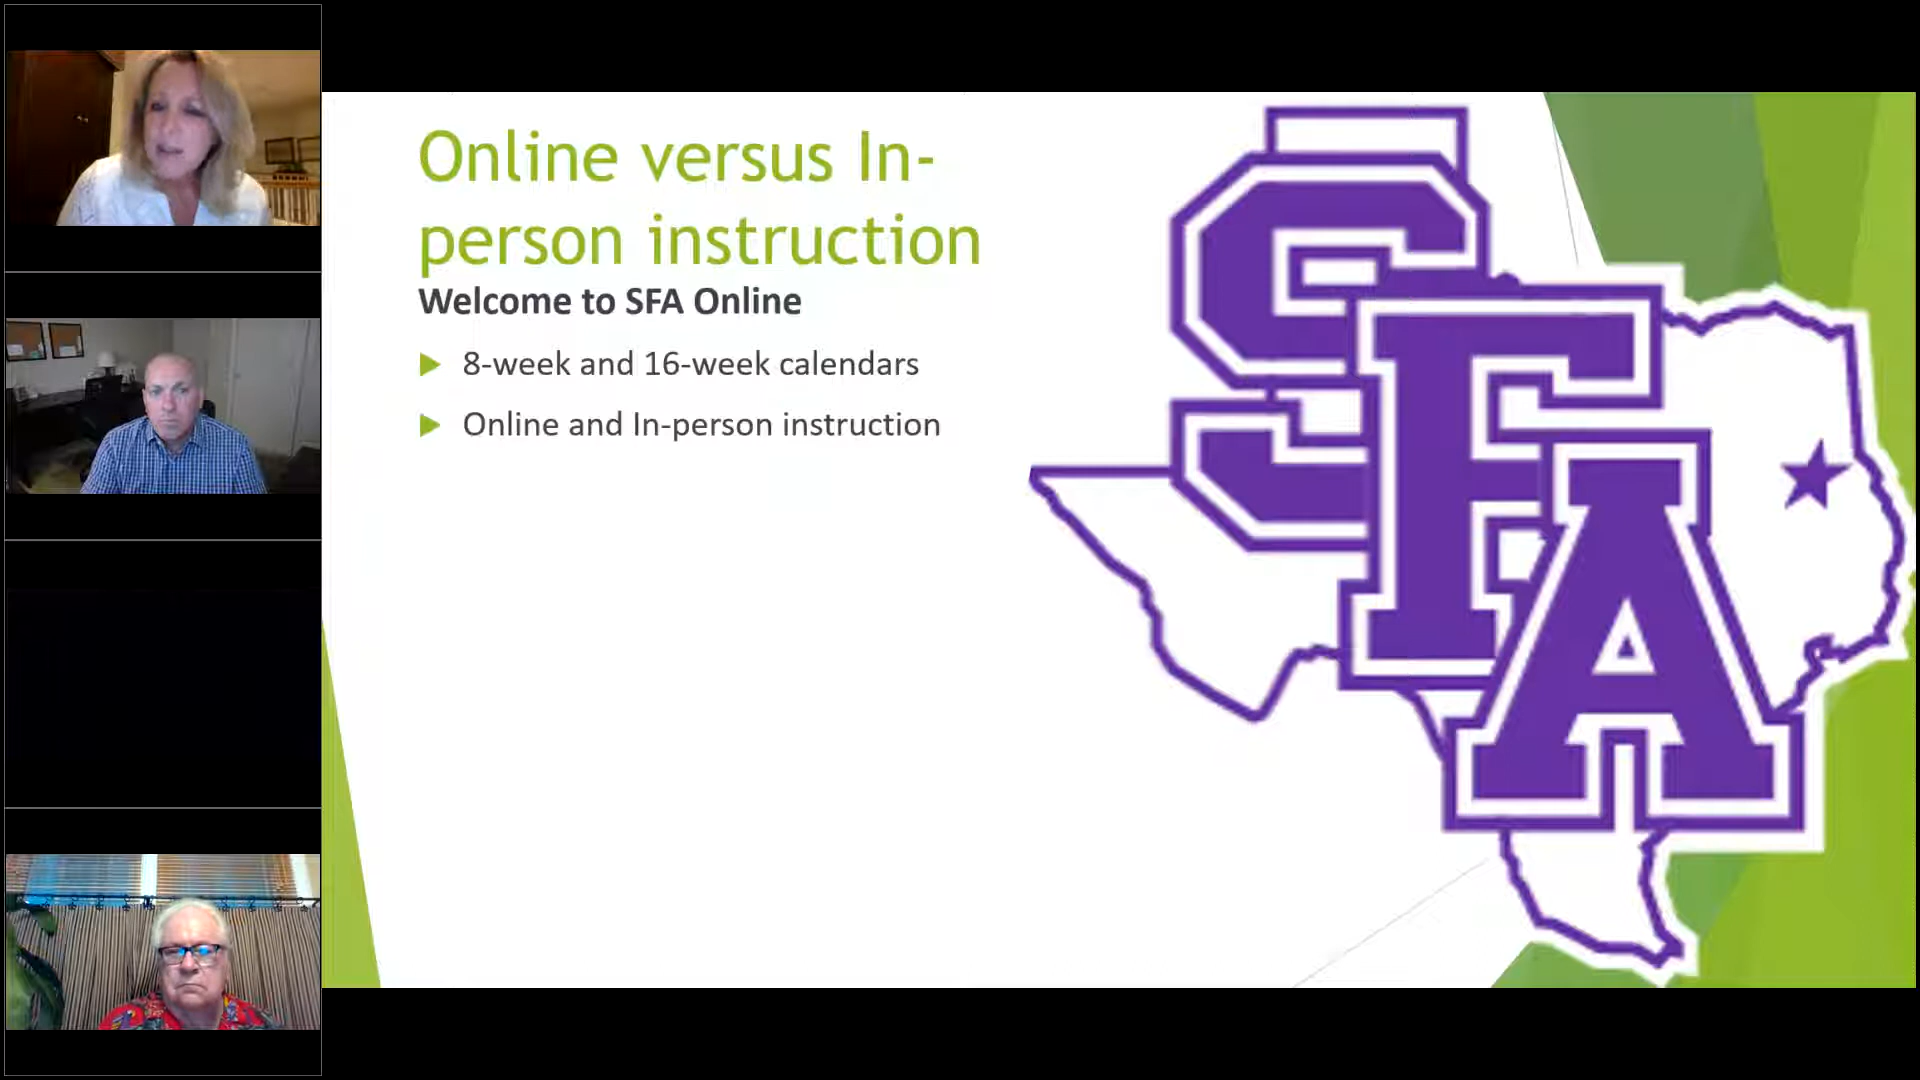 Online versus In-
person instruction
Welcome to SFA Online
8-week and 16-week calendars
Online and In-person instruction
SFA